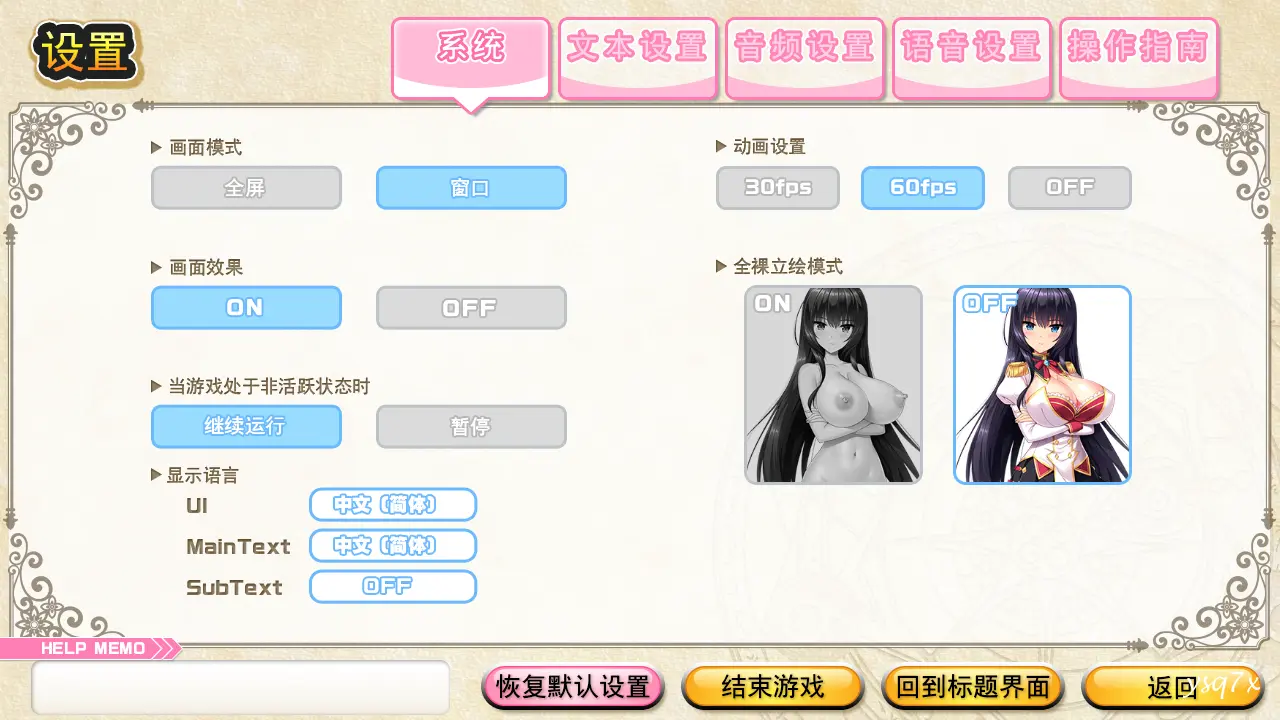 设置
系统
文本设置
音频设置
语音设置
操作指南
画面模式
全屏
窗口
画面效果
ON
OFF
当游戏处于非活跃状态时
继续运行
暂停
显示语言
UI
中文（简体）
MainText
中文（简体）
SubText
OFF
动画设置
30fps
60fps
OFF
全裸立绘模式
ON
OFF
HELP MEMO
恢复默认设置
结束游戏
回到标题界面
返回